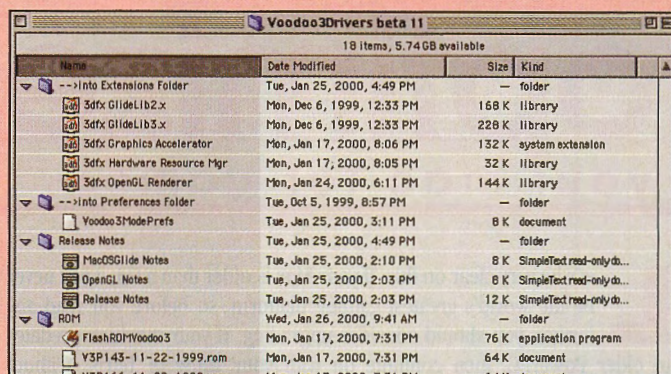 Voodoo3Drivers beta 11
18 items, 5.74 GB available
Name Date Modified Size Kind
-->into Extensions Folder Tue, Jan 25, 2000, 4:49 PM — folder
3dfx GlideLib2.x Mon, Dec 6, 1999, 12:33 PM 168 K library
3dfx GlideLib3.x Mon, Dec 6, 1999, 12:33 PM 228 K library
3dfx Graphics Accelerator Mon, Jan 17, 2000, 8:06 PM 132 K system extension
3dfx Hardware Resource Mgr Mon, Jan 17, 2000, 8:05 PM 32 K library
3dfx OpenGL Renderer Mon, Jan 24, 2000, 6:11 PM 144 K library
-->into Preferences Folder Tue, Oct 5, 1999, 8:57 PM — folder
Voodoo3ModePrefs Tue, Jan 25, 2000, 3:11 PM 8 K document
Release Notes Tue, Jan 25, 2000, 4:49 PM — folder
MacOSGlide Notes Tue, Jan 25, 2000, 2:10 PM 8 K SimpleText read-only do...
OpenGL Notes Tue, Jan 25, 2000, 2:03 PM 8 K SimpleText read-only do...
Release Notes Tue, Jan 25, 2000, 2:03 PM 12 K SimpleText read-only do...
ROM Wed, Jan 26, 2000, 9:41 AM — folder
FlashROMVoodoo3 Mon, Jan 17, 2000, 7:31 PM 76 K application program
V3P143-11-22-1999.rom Mon, Jan 17, 2000, 7:31 PM 64 K document